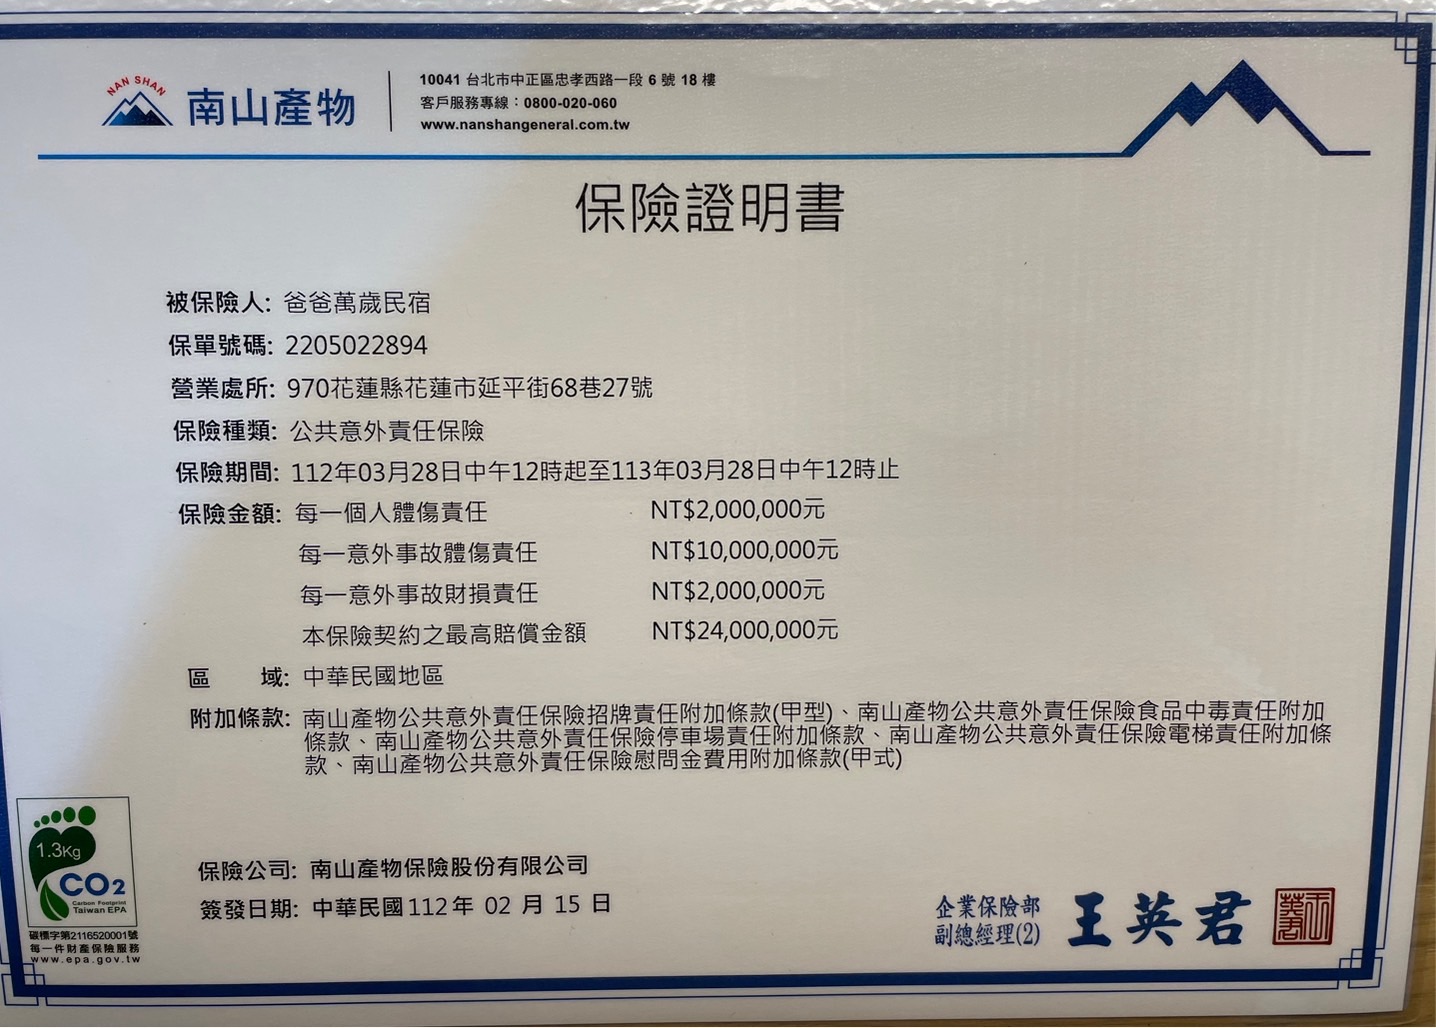 NAN SHAN
南山產物
10041 台北市中正區忠孝西路一段 6 號 18 樓
客戶服務專線：0800-020-060
www.nanshangeneral.com.tw
保險證明書
被保險人: 爸爸萬歲民宿
保單號碼: 2205022894
營業處所: 970花蓮縣花蓮市延平街68巷27號
保險種類: 公共意外責任保險
保險期間: 112年03月28日中午12時起至113年03月28日中午12時止
保險金額: 每一個人體傷責任 NT$2,000,000元
每一意外事故體傷責任 NT$10,000,000元
每一意外事故財損責任 NT$2,000,000元
本保險契約之最高賠償金額 NT$24,000,000元
區 域: 中華民國地區
附加條款: 南山產物公共意外責任保險招牌責任附加條款(甲型)、南山產物公共意外責任保險食品中毒責任附加
條款、南山產物公共意外責任保險停車場責任附加條款、南山產物公共意外責任保險電梯責任附加條
款、南山產物公共意外責任保險慰問金費用附加條款(甲式)
1.3Kg
CO2
Carbon Footprint
Taiwan EPA
碳標字第2116520001號
每一件財產保險服務
www.epa.gov.tw
保險公司: 南山產物保險股份有限公司
簽發日期: 中華民國112年 02 月 15 日
企業保險部
副總經理(2)
王英君
王英君